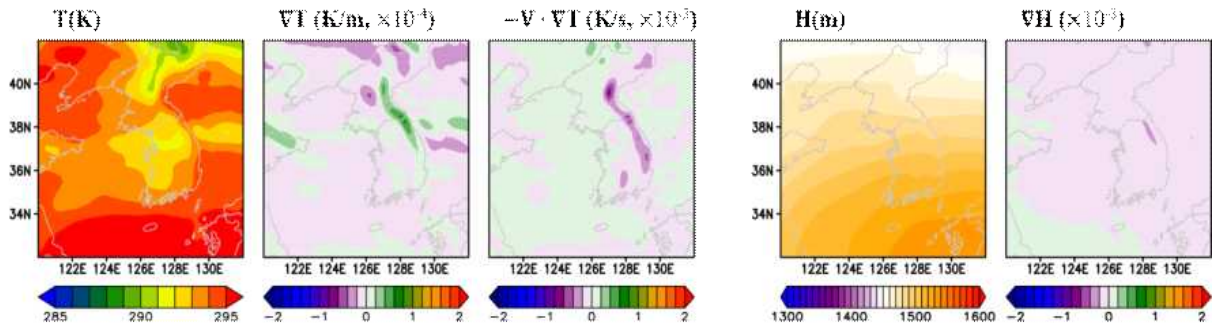 T(K) ∇T (K/m, ×10⁻⁴) −V · ∇T (K/s, ×10⁻³) H(m) ∇H (×10⁻³)
40N 40N
38N 38N
36N 36N
34N 34N
122E 124E 126E 128E 130E 122E 124E 126E 128E 130E 122E 124E 126E 128E 130E 122E 124E 126E 128E 130E 122E 124E 126E 128E 130E
285 290 295 −2 −1 0 1 2 −2 −1 0 1 2 1300 1400 1500 1600 −2 −1 0 1 2